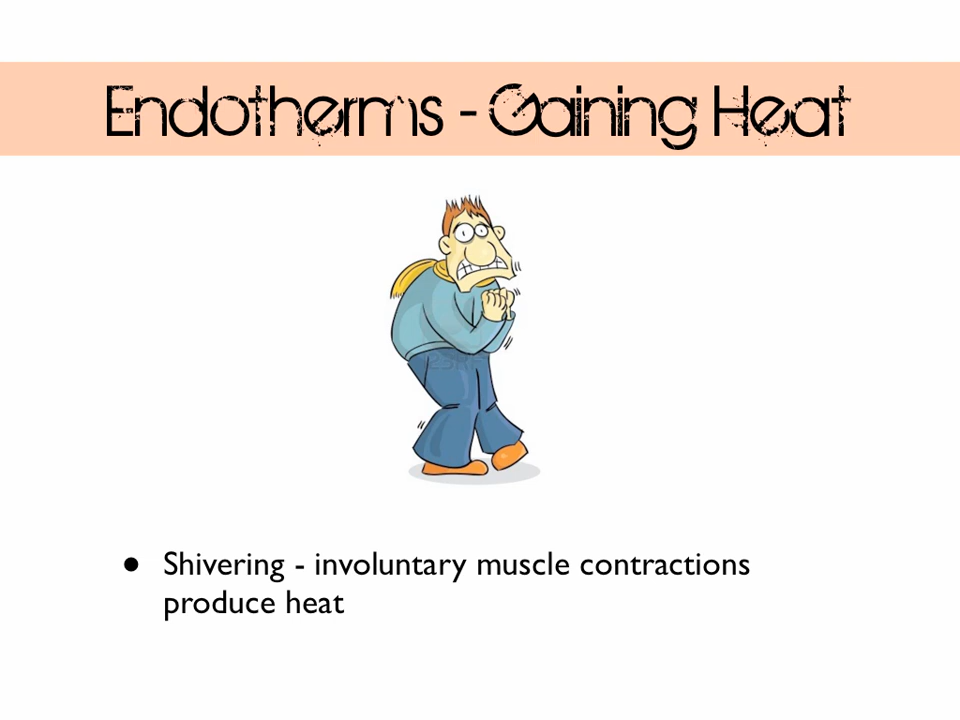 Endotherms - Gaining Heat
• Shivering - involuntary muscle contractions
produce heat